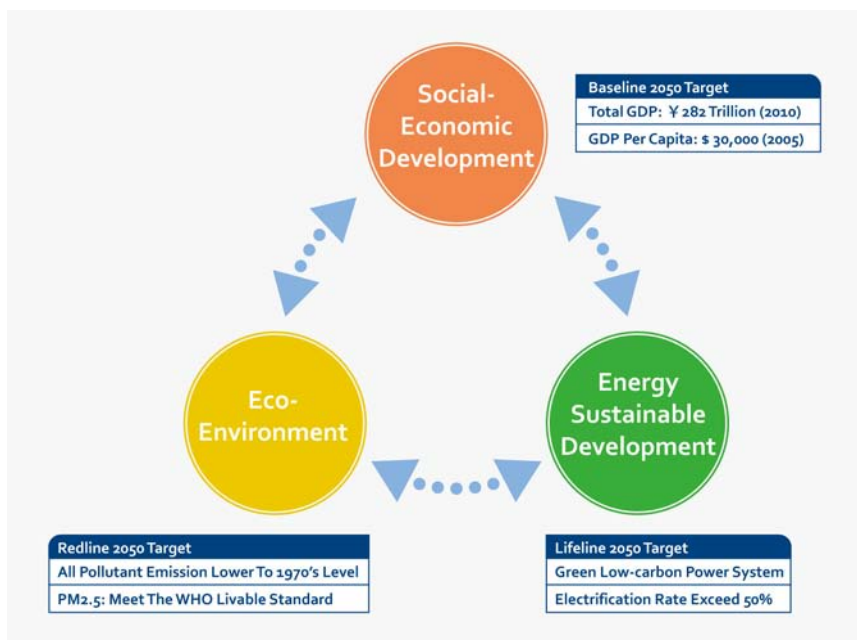 Social-
Economic
Development
Baseline 2050 Target
Total GDP: ¥ 282 Trillion (2010)
GDP Per Capita: $ 30,000 (2005)
Eco-
Environment
Energy
Sustainable
Development
Redline 2050 Target
All Pollutant Emission Lower To 1970's Level
PM2.5: Meet The WHO Livable Standard
Lifeline 2050 Target
Green Low-carbon Power System
Electrification Rate Exceed 50%